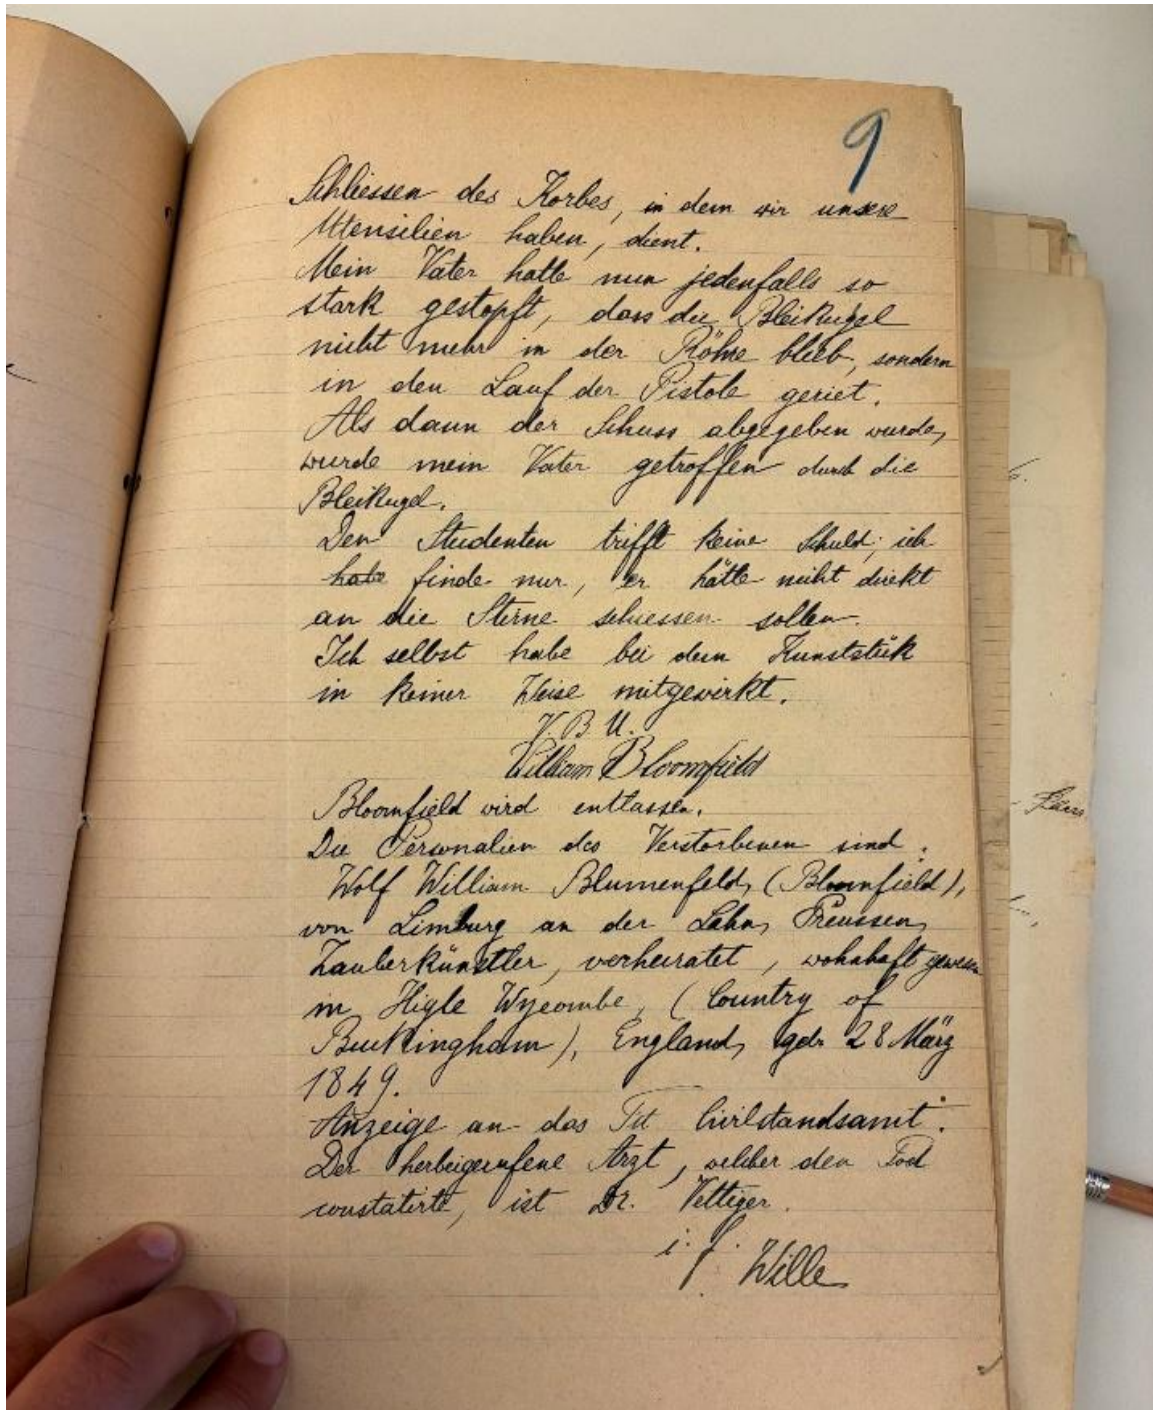 9
Schliessen des Korbes, in dem wir unsere
Utensilien haben, dient.
Mein Vater hatte nun jedenfalls so
stark gestopft, dass die Bleikugel
nicht mehr in der Röhre blieb, sondern
in den Lauf der Pistole geriet.
Als dann der Schuss abgegeben wurde,
wurde mein Vater getroffen durch die
Bleikugel.
Den Studenten trifft keine Schuld; ich
habe finde nur, er hätte nicht direkt
an die Stirne schiessen sollen.
Ich selbst habe bei dem Kunststück
in keiner Weise mitgewirkt.
V. B. U.
William Bloomfield
Bloomfield wird entlassen.
Die Personalien des Verstorbenen sind:
Wolf William Blumenfeld, (Bloomfield),
von Limburg an der Lahn, Preussen,
Zauberkünstler, verheiratet, wohnhaft gewesen
in Higle Wycombe, (Country of
Buckingham), England, geb. 28 März
1849.
Anzeige an das Civilstandsamt.
Der herbeigerufene Arzt, welcher den Tod
constatirte, ist Dr. Vettiger.
i. f.
Wille